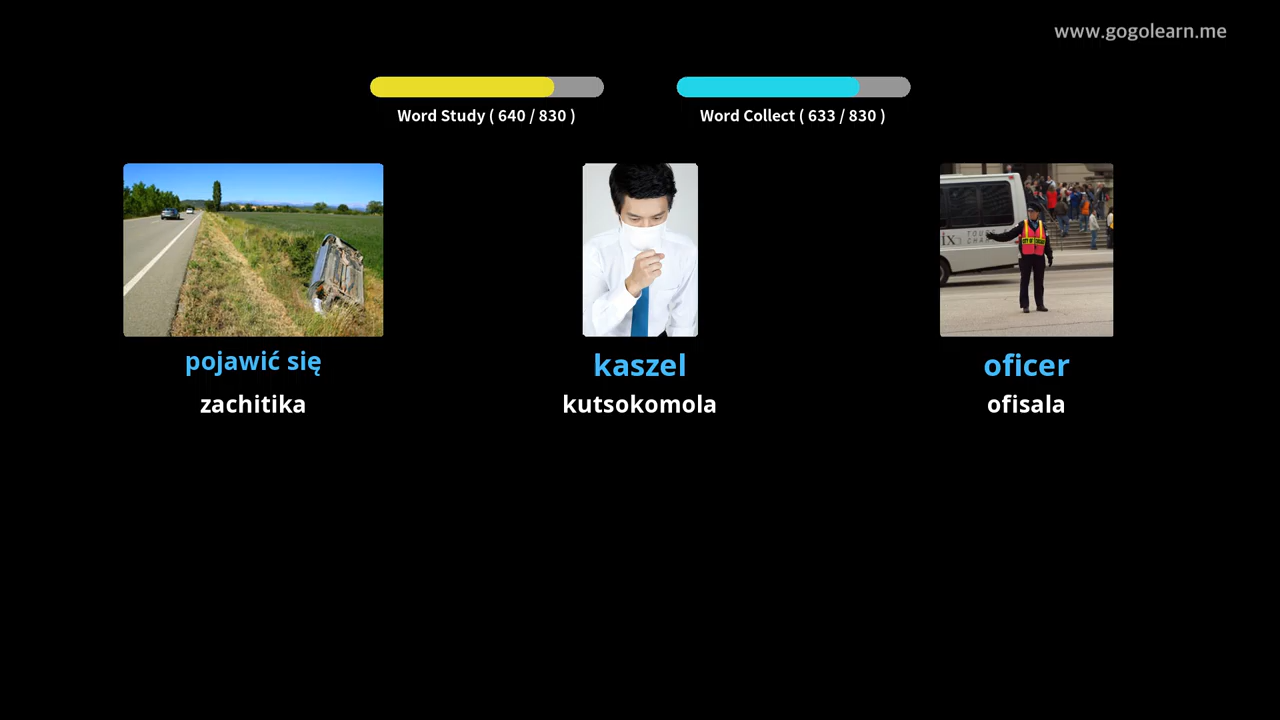 www.gogolearn.me
Word Study ( 640 / 830 )
Word Collect ( 633 / 830 )
pojawić się
kaszel
oficer
zachitika
kutsokomola
ofisala